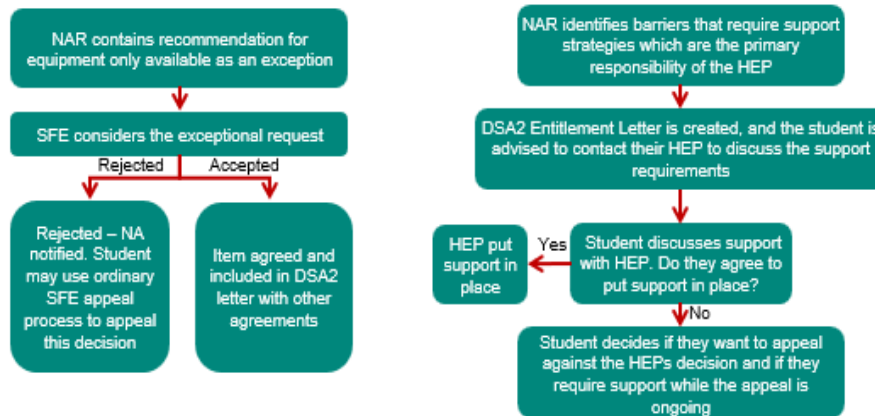 NAR contains recommendation for
equipment only available as an exception
SFE considers the exceptional request
Rejected
Accepted
Rejected – NA
notified. Student
may use ordinary
SFE appeal
process to appeal
this decision
Item agreed and
included in DSA2
letter with other
agreements
NAR identifies barriers that require support
strategies which are the primary
responsibility of the HEP
DSA2 Entitlement Letter is created, and the student is
advised to contact their HEP to discuss the support
requirements
Student discusses support
with HEP. Do they agree to
put support in place?
Yes
HEP put
support in
place
No
Student decides if they want to appeal
against the HEPs decision and if they
require support while the appeal is
ongoing